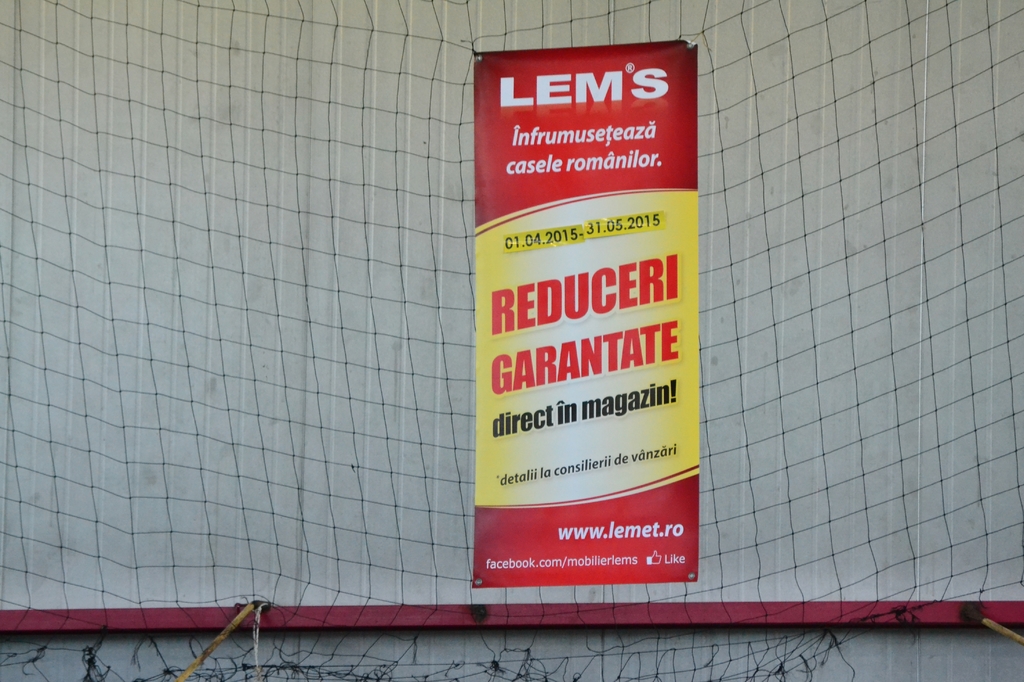 LEM'S®
Înfrumusețează
casele românilor.
01.04.2015-31.05.2015
REDUCERI
GARANTATE
direct în magazin!
*detalii la consilierii de vânzări
www.lemet.ro
facebook.com/mobilierlems Like